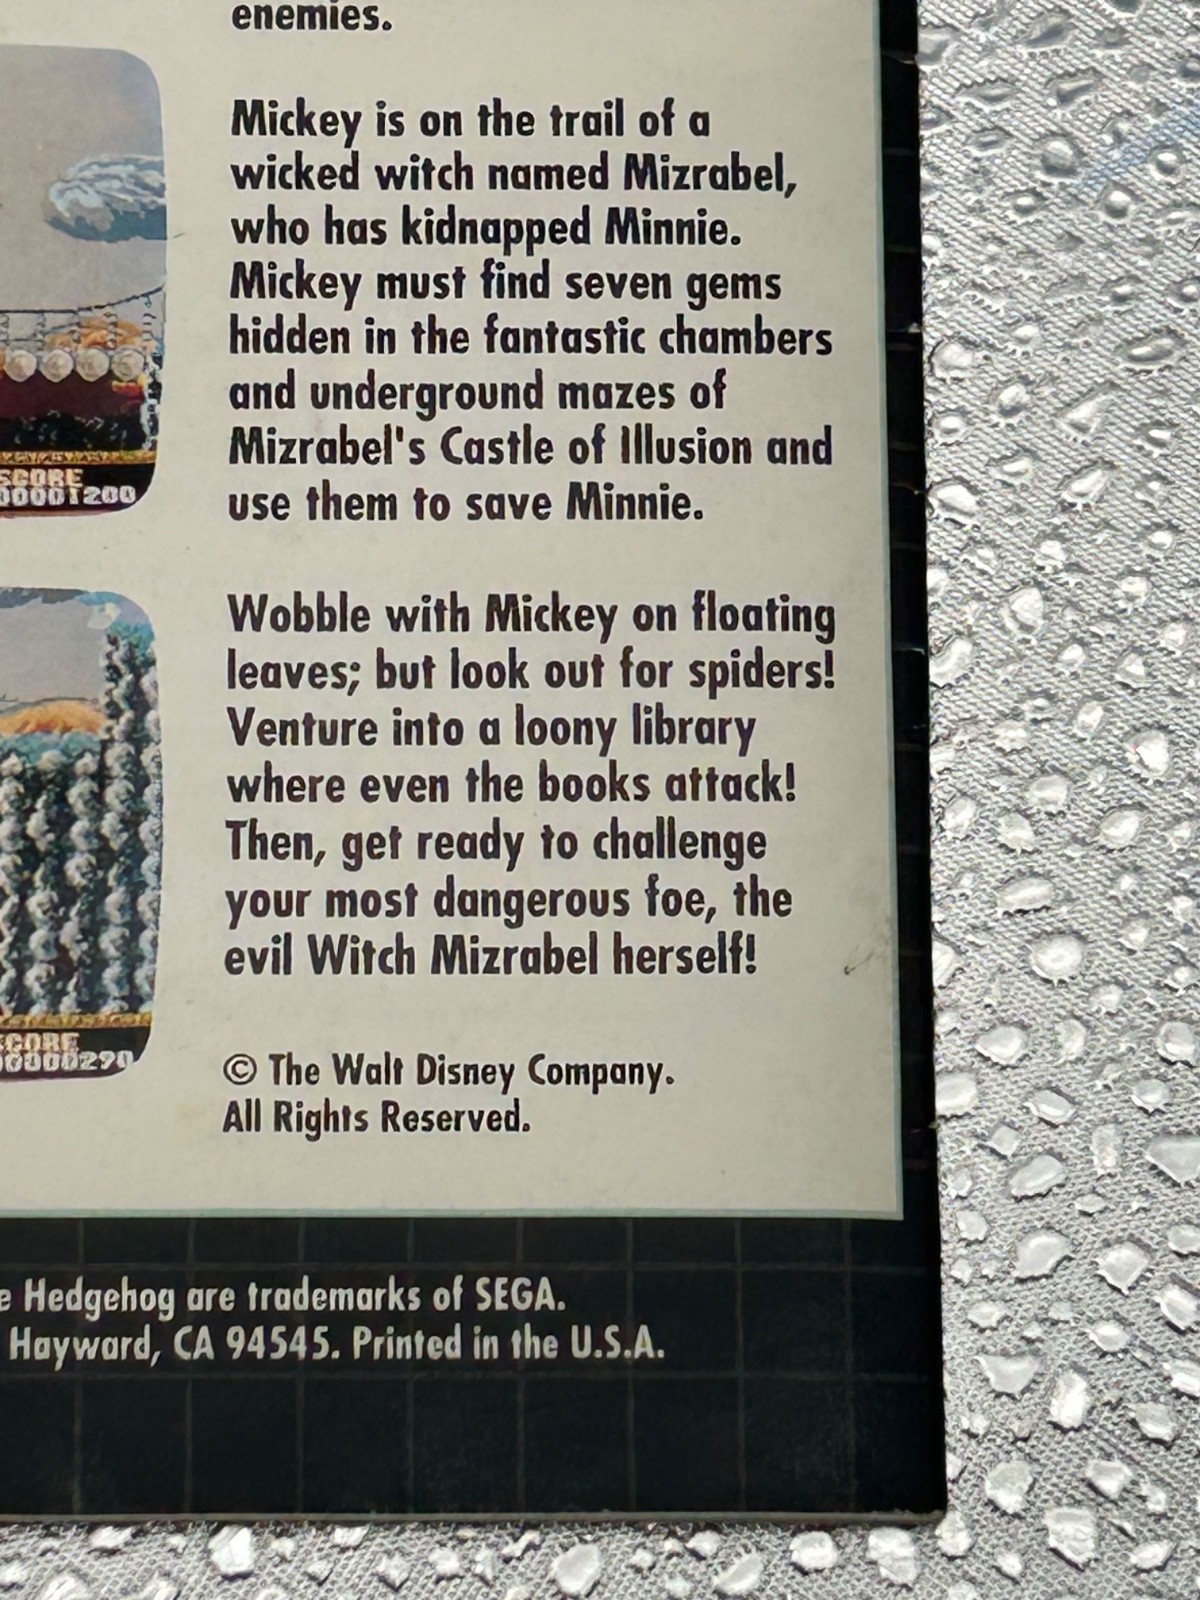 enemies.
Mickey is on the trail of a
wicked witch named Mizrabel,
who has kidnapped Minnie.
Mickey must find seven gems
hidden in the fantastic chambers
and underground mazes of
Mizrabel's Castle of Illusion and
use them to save Minnie.
SCORE
00001200
Wobble with Mickey on floating
leaves; but look out for spiders!
Venture into a loony library
where even the books attack!
Then, get ready to challenge
your most dangerous foe, the
evil Witch Mizrabel herself!
SCORE
0000290
© The Walt Disney Company.
All Rights Reserved.
e Hedgehog are trademarks of SEGA.
Hayward, CA 94545. Printed in the U.S.A.